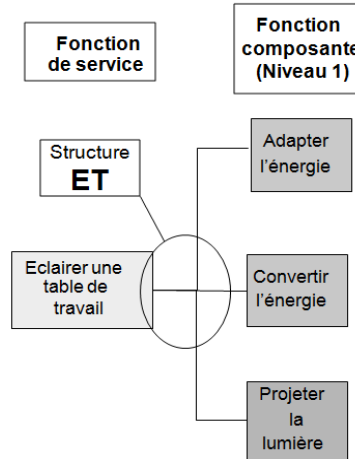 Fonction
de service
Fonction
composante
(Niveau 1)
Structure
ET
Adapter
l'énergie
Eclairer une
table de
travail
Convertir
l'énergie
Projeter
la
lumière